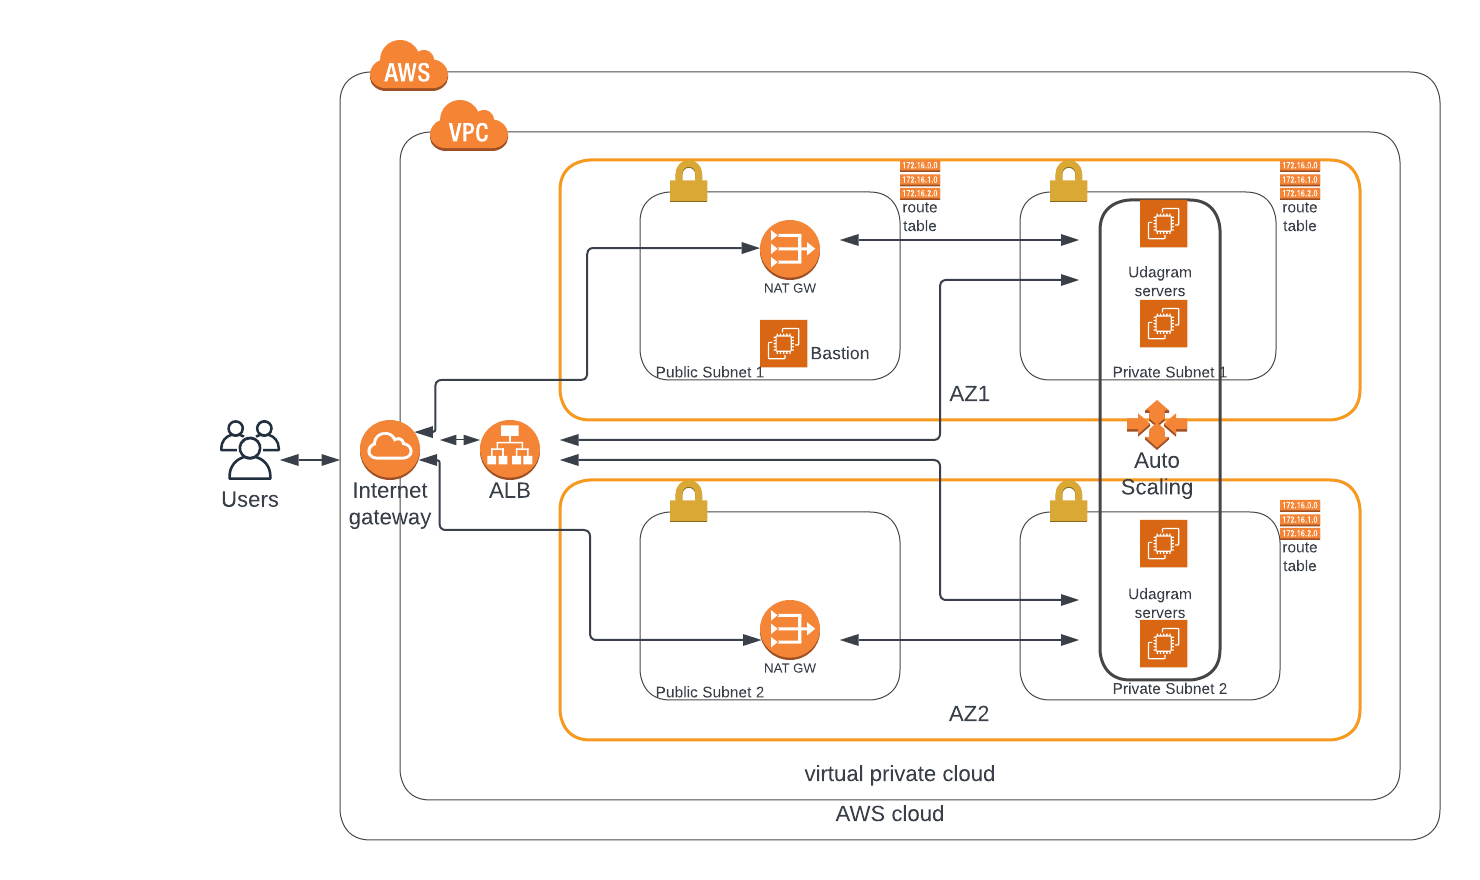 AWS
VPC
172.16.0.0
172.16.1.0
172.16.2.0
route
table
172.16.0.0
172.16.1.0
172.16.2.0
route
table
NAT GW
Bastion
Public Subnet 1
Udagram
servers
Private Subnet 1
AZ1
Users
Internet
gateway
ALB
Auto
Scaling
172.16.0.0
172.16.1.0
172.16.2.0
route
table
NAT GW
Public Subnet 2
Udagram
servers
Private Subnet 2
AZ2
virtual private cloud
AWS cloud